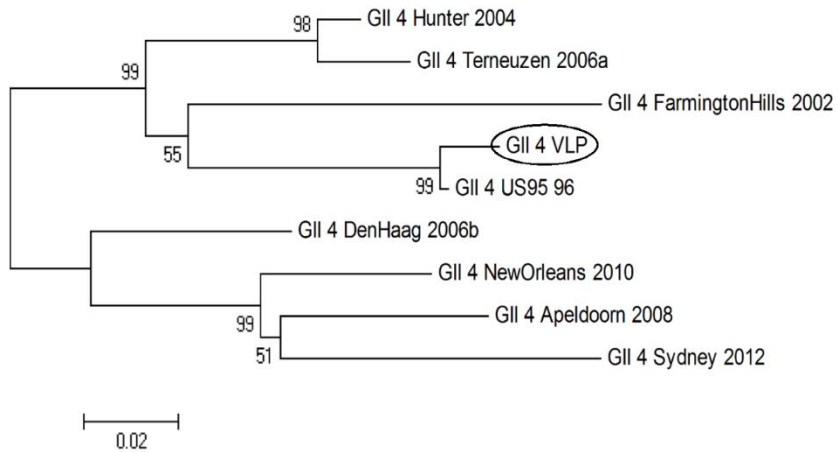 GII 4 Hunter 2004
98
GII 4 Terneuzen 2006a
99
GII 4 FarmingtonHills 2002
GII 4 VLP
55
99
GII 4 US95 96
GII 4 DenHaag 2006b
GII 4 NewOrleans 2010
99
GII 4 Apeldoorn 2008
51
GII 4 Sydney 2012
0.02